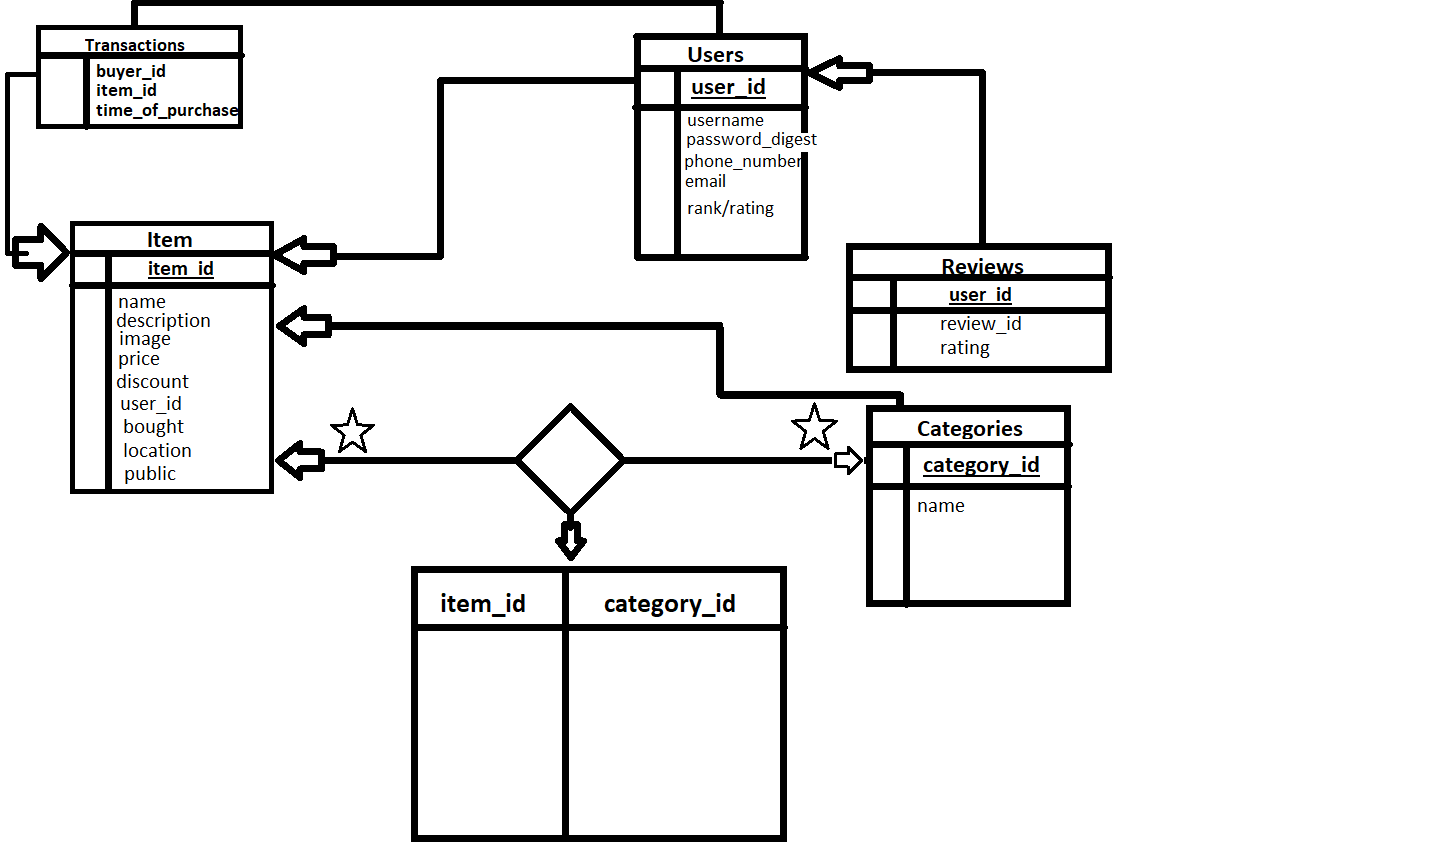 Transactions
buyer_id
item_id
time_of_purchase
Users
user_id
username
password_digest
phone_number
email
rank/rating
Item
item_id
name
description
image
price
discount
user_id
bought
location
public
Reviews
user_id
review_id
rating
Categories
category_id
name
item_id category_id